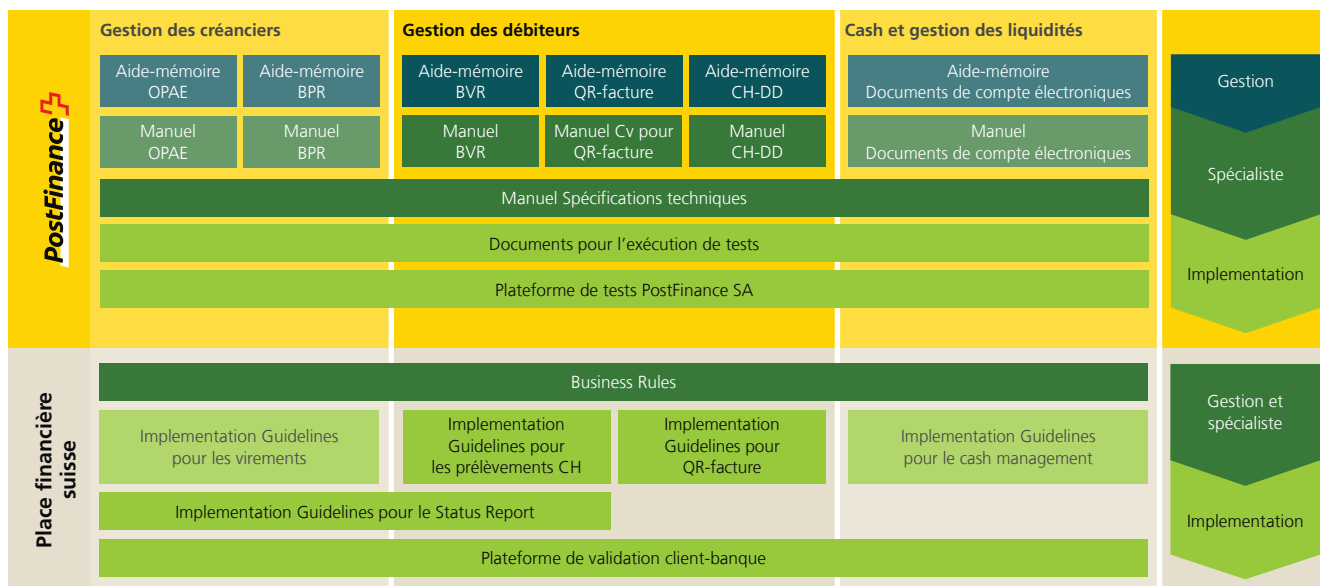 Gestion des créanciers
Gestion des débiteurs
Cash et gestion des liquidités
PostFinance
Aide-mémoire
OPAE
Aide-mémoire
BPR
Aide-mémoire
BVR
Aide-mémoire
QR-facture
Aide-mémoire
CH-DD
Aide-mémoire
Documents de compte électroniques
Gestion
Manuel
OPAE
Manuel
BPR
Manuel
BVR
Manuel Cv pour
QR-facture
Manuel
CH-DD
Manuel
Documents de compte électroniques
Spécialiste
Manuel Spécifications techniques
Documents pour l’exécution de tests
Implementation
Plateforme de tests PostFinance SA
Place financière
suisse
Business Rules
Gestion et
spécialiste
Implementation Guidelines
pour les virements
Implementation
Guidelines pour
les prélèvements CH
Implementation
Guidelines pour
QR-facture
Implementation Guidelines
pour le cash management
Implementation Guidelines pour le Status Report
Implementation
Plateforme de validation client-banque